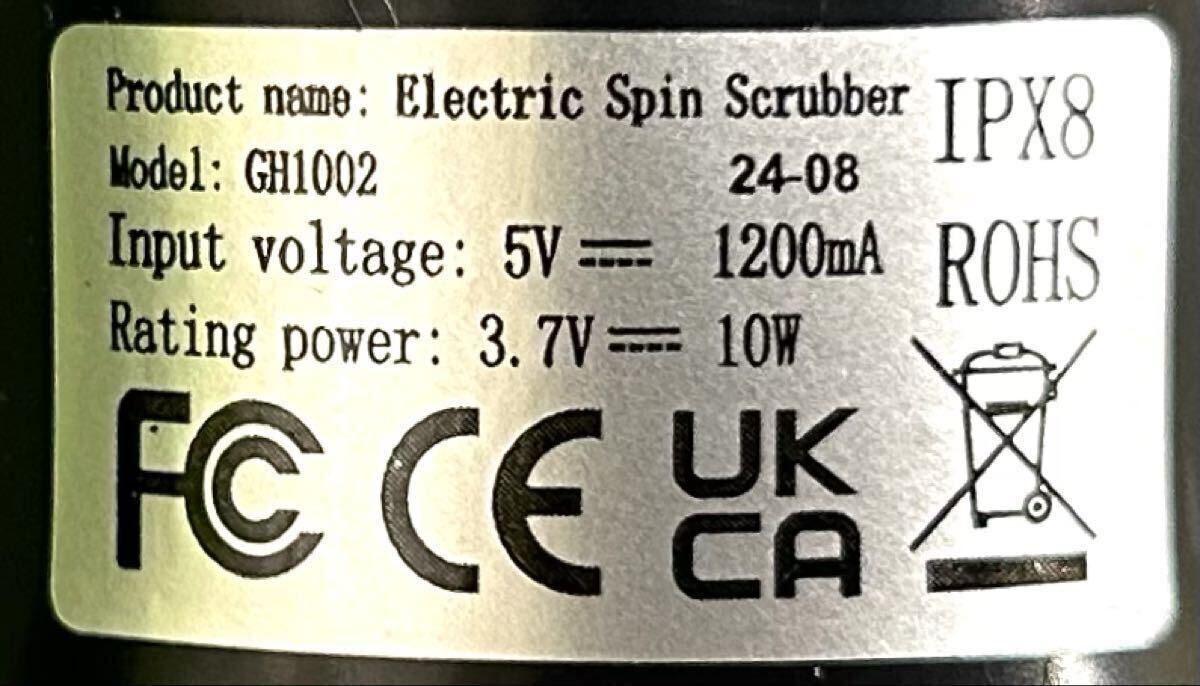 Product name: Electric Spin Scrubber
IPX8
Model: GH1002 24-08
Input voltage: 5V⎓ 1200mA
ROHS
Rating power: 3.7V⎓ 10W
FC CE UK
CA